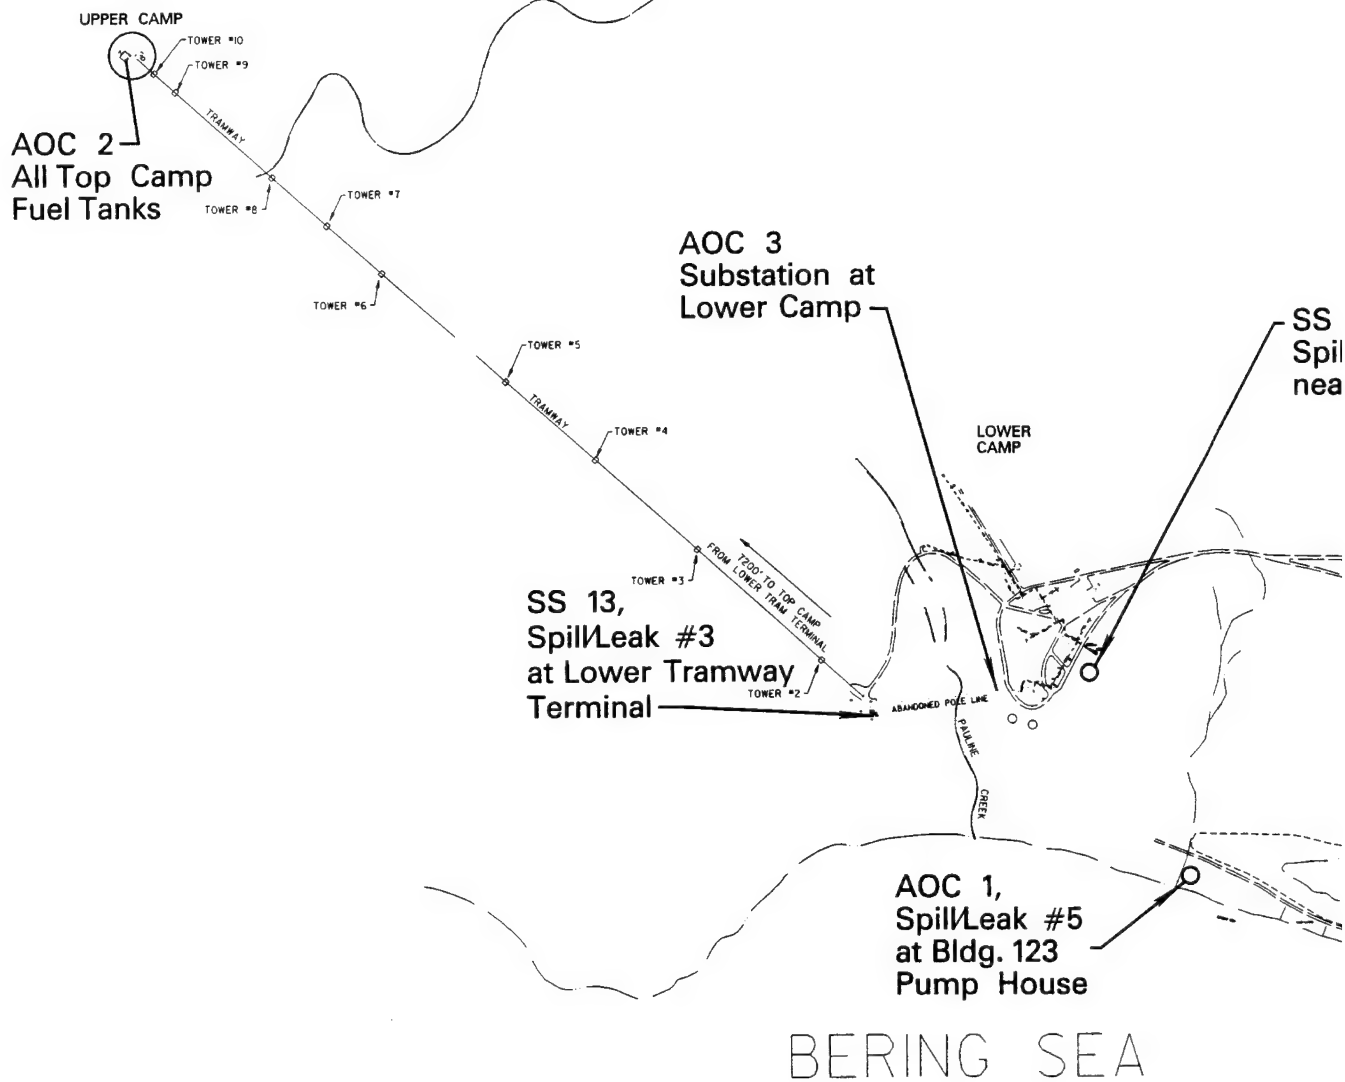 UPPER CAMP
TOWER #10
TOWER #9
TRAMWAY
AOC 2
All Top Camp
Fuel Tanks
TOWER #8
TOWER #7
TOWER #6
AOC 3
Substation at
Lower Camp
SS
Spil
nea
TOWER #5
TRAMWAY
TOWER #4
LOWER
CAMP
TOWER #3
7200' TO TOP CAMP
FROM LOWER TRAM TERMINAL
SS 13,
Spill/Leak #3
at Lower Tramway
Terminal
TOWER #2
ABANDONED POLE LINE
PAULINE
CREEK
AOC 1,
Spill/Leak #5
at Bldg. 123
Pump House
BERING SEA